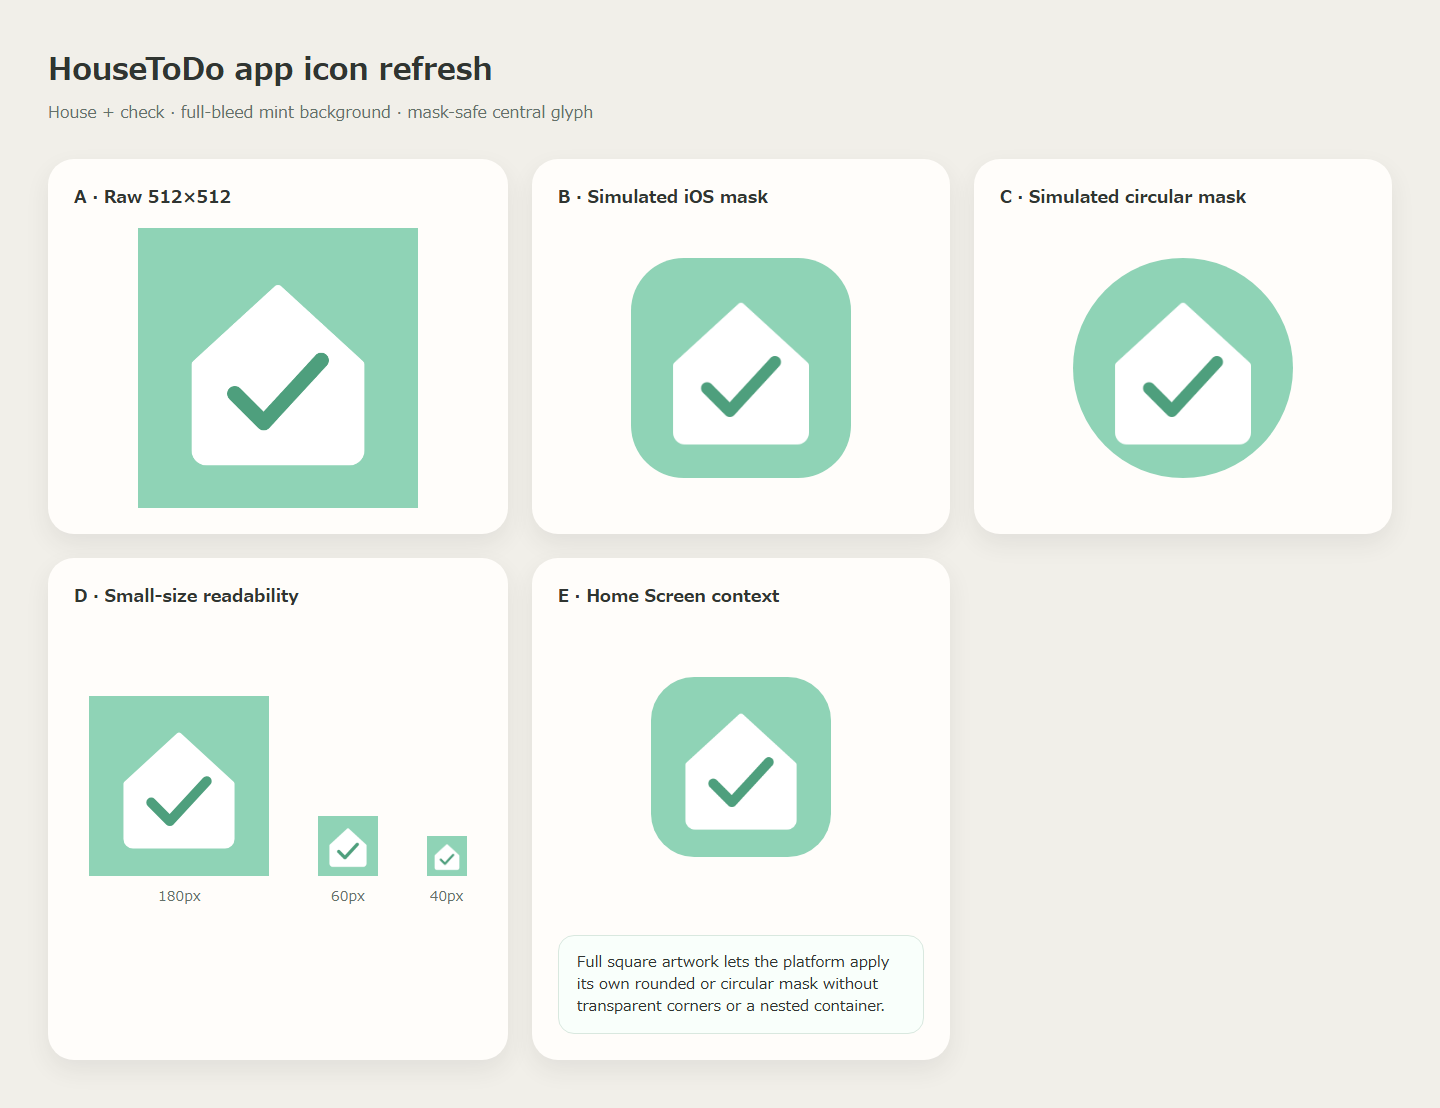 HouseToDo app icon refresh
House + check · full-bleed mint background · mask-safe central glyph
A · Raw 512×512
B · Simulated iOS mask
C · Simulated circular mask
D · Small-size readability
180px
60px
40px
E · Home Screen context
Full square artwork lets the platform apply
its own rounded or circular mask without
transparent corners or a nested container.